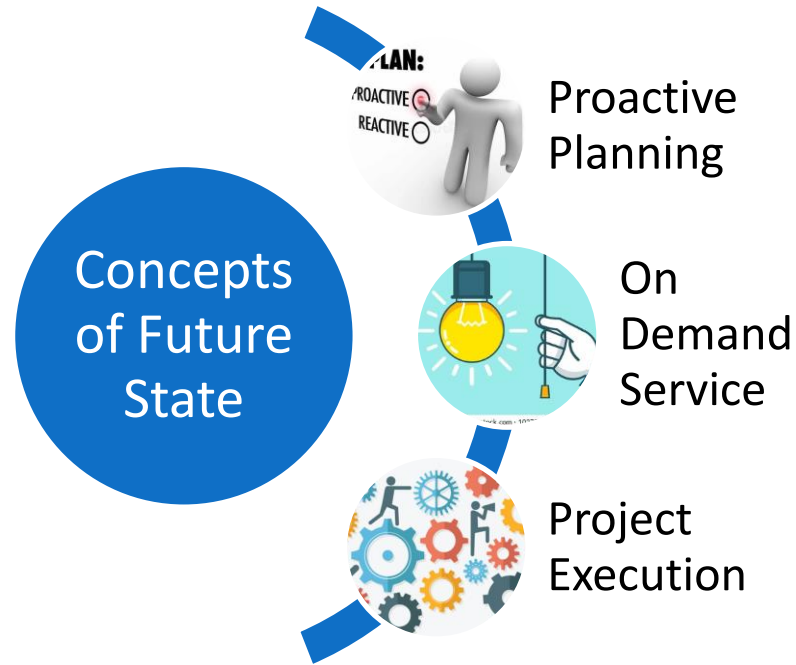 Concepts
of Future
State
PLAN:
PROACTIVE
REACTIVE
Proactive
Planning
On
Demand
Service
Project
Execution